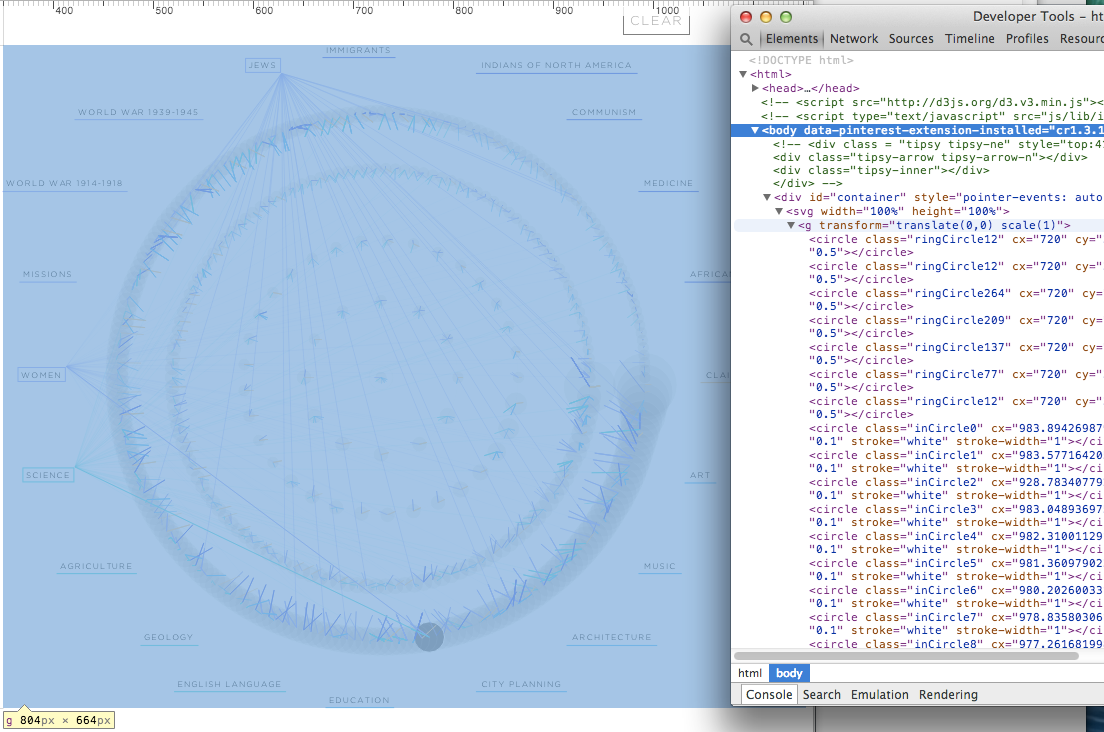 400 500 600 700 800 900 1000
CLEAR
IMMIGRANTS
JEWS
INDIANS OF NORTH AMERICA
WORLD WAR 1939-1945
COMMUNISM
WORLD WAR 1914-1918
MEDICINE
MISSIONS
AFRICA
WOMEN
CLA
SCIENCE
ART
AGRICULTURE
MUSIC
GEOLOGY
ARCHITECTURE
ENGLISH LANGUAGE
CITY PLANNING
EDUCATION
g 804px × 664px
Developer Tools – ht
Elements Network Sources Timeline Profiles Resourc
<!DOCTYPE html>
▼<html>
▶<head>…</head>
<!-- <script src="http://d3js.org/d3.v3.min.js"><
<!-- <script type="text/javascript" src="js/lib/i
▼<body data-pinterest-extension-installed="cr1.3.1
<!-- <div class = "tipsy tipsy-ne" style="top:41
<div class="tipsy-arrow tipsy-arrow-n"></div>
<div class="tipsy-inner"></div>
</div> -->
▼<div id="container" style="pointer-events: auto
▼<svg width="100%" height="100%">
▼<g transform="translate(0,0) scale(1)">
<circle class="ringCircle12" cx="720" cy="
"0.5"></circle>
<circle class="ringCircle12" cx="720" cy="
"0.5"></circle>
<circle class="ringCircle264" cx="720" cy=
"0.5"></circle>
<circle class="ringCircle209" cx="720" cy=
"0.5"></circle>
<circle class="ringCircle137" cx="720" cy=
"0.5"></circle>
<circle class="ringCircle77" cx="720" cy="
"0.5"></circle>
<circle class="ringCircle12" cx="720" cy="
"0.5"></circle>
<circle class="inCircle0" cx="983.89426987
"0.1" stroke="white" stroke-width="1"></ci
<circle class="inCircle1" cx="983.57716420
"0.1" stroke="white" stroke-width="1"></ci
<circle class="inCircle2" cx="928.78340779
"0.1" stroke="white" stroke-width="1"></ci
<circle class="inCircle3" cx="983.04893697
"0.1" stroke="white" stroke-width="1"></ci
<circle class="inCircle4" cx="982.31001129
"0.1" stroke="white" stroke-width="1"></ci
<circle class="inCircle5" cx="981.36097902
"0.1" stroke="white" stroke-width="1"></ci
<circle class="inCircle6" cx="980.20260033
"0.1" stroke="white" stroke-width="1"></ci
<circle class="inCircle7" cx="978.83580306
"0.1" stroke="white" stroke-width="1"></ci
<circle class="inCircle8" cx="977.26168199
html body
Console Search Emulation Rendering